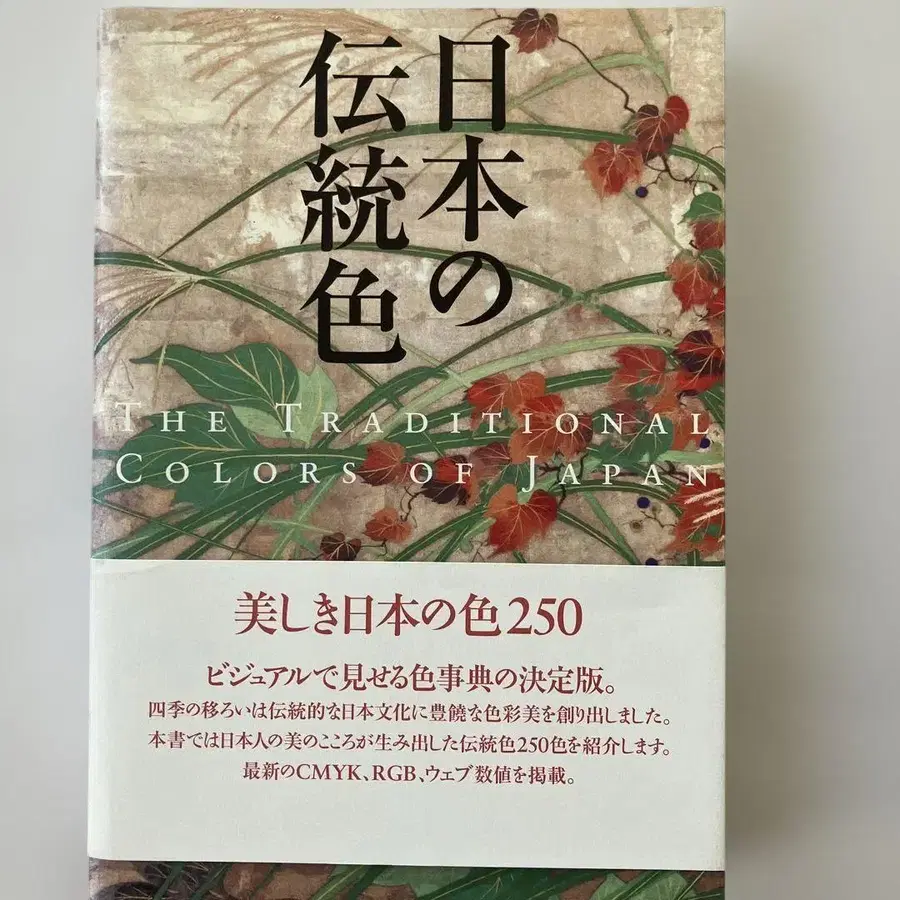 日本の
伝統色
THE TRADITIONAL
COLORS OF JAPAN
美しき日本の色250
ビジュアルで見せる色事典の決定版。
四季の移ろいは伝統的な日本文化に豊饒な色彩美を創り出しました。
本書では日本人の美のこころが生み出した伝統色250色を紹介します。
最新のCMYK、RGB、ウェブ数値を掲載。